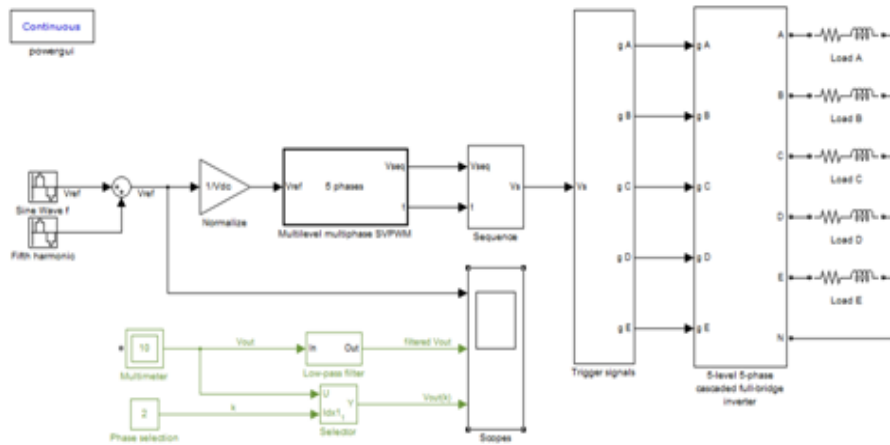 Continuous
powergui
A
Load A
B
Load B
C
Load C
D
Load D
E
Load E
N
g A
g B
g C
g D
g E
g A
g B
g C
g D
g E
Vs
Trigger signals
5-level 5-phase
cascaded full-bridge
inverter
Sine Wave f
Vref
Vref
Fifth harmonic
1/Vdc
Normalize
Vref
5 phases
Vseq
t
Multilevel multiphase SVPWM
Vseq
t
Vs
Sequence
10
Multimeter
Vout
In
Out
Low-pass filter
filtered Vout
2
Phase selection
k
U
Idx1
Y
Selector
Vout(k)
Scopes